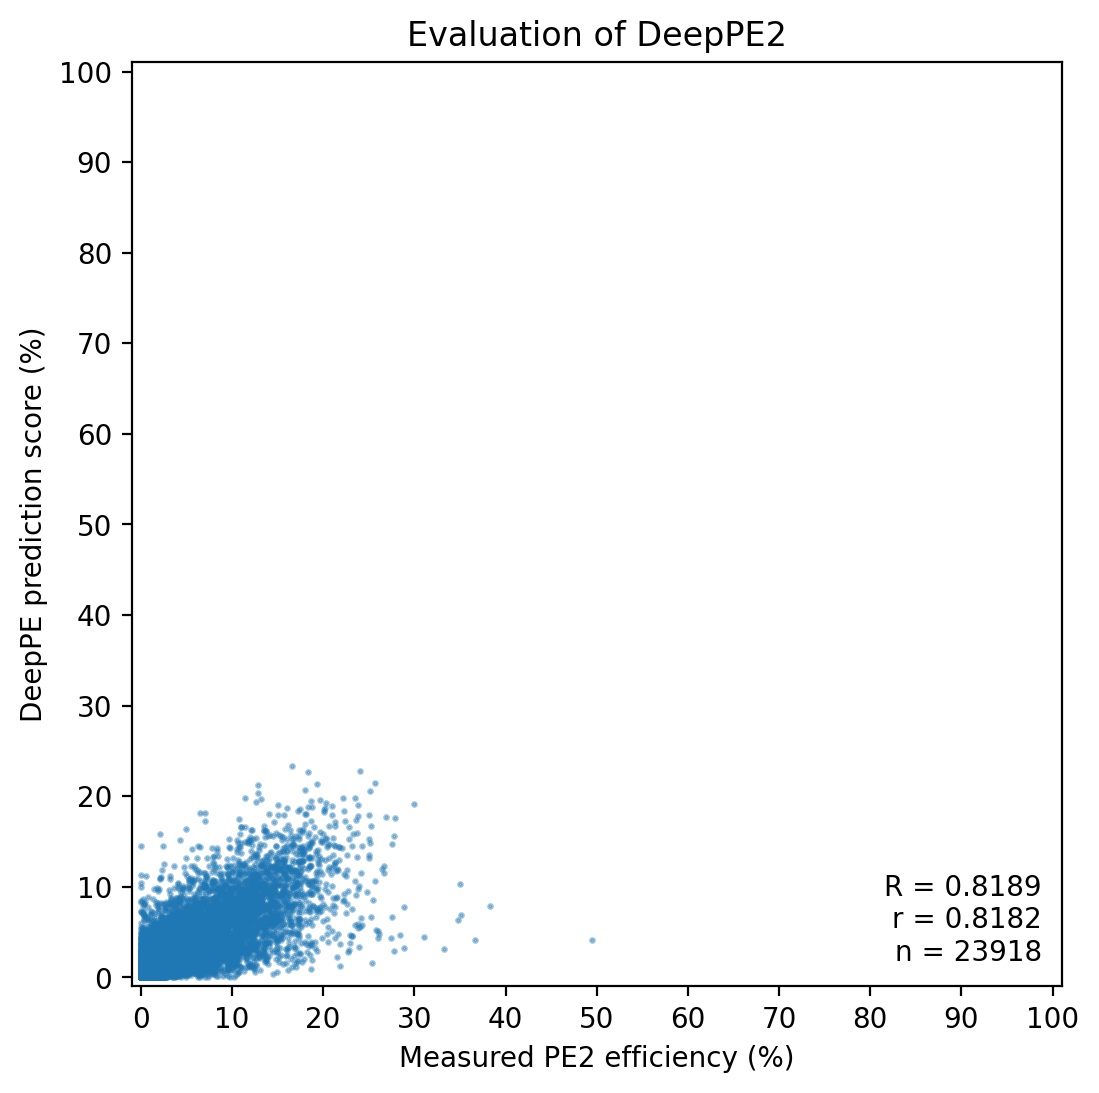 Evaluation of DeepPE2
100
90
80
70
60
50
40
30
20
10
0
DeepPE prediction score (%)
R = 0.8189
r = 0.8182
n = 23918
0 10 20 30 40 50 60 70 80 90 100
Measured PE2 efficiency (%)